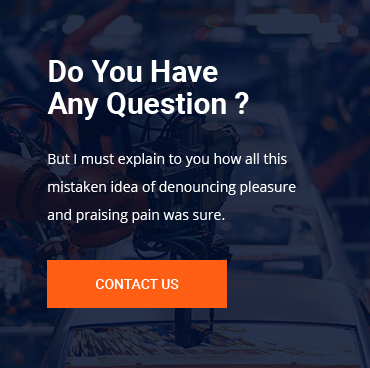 Do You Have
Any Question ?
But I must explain to you how all this
mistaken idea of denouncing pleasure
and praising pain was sure.
CONTACT US